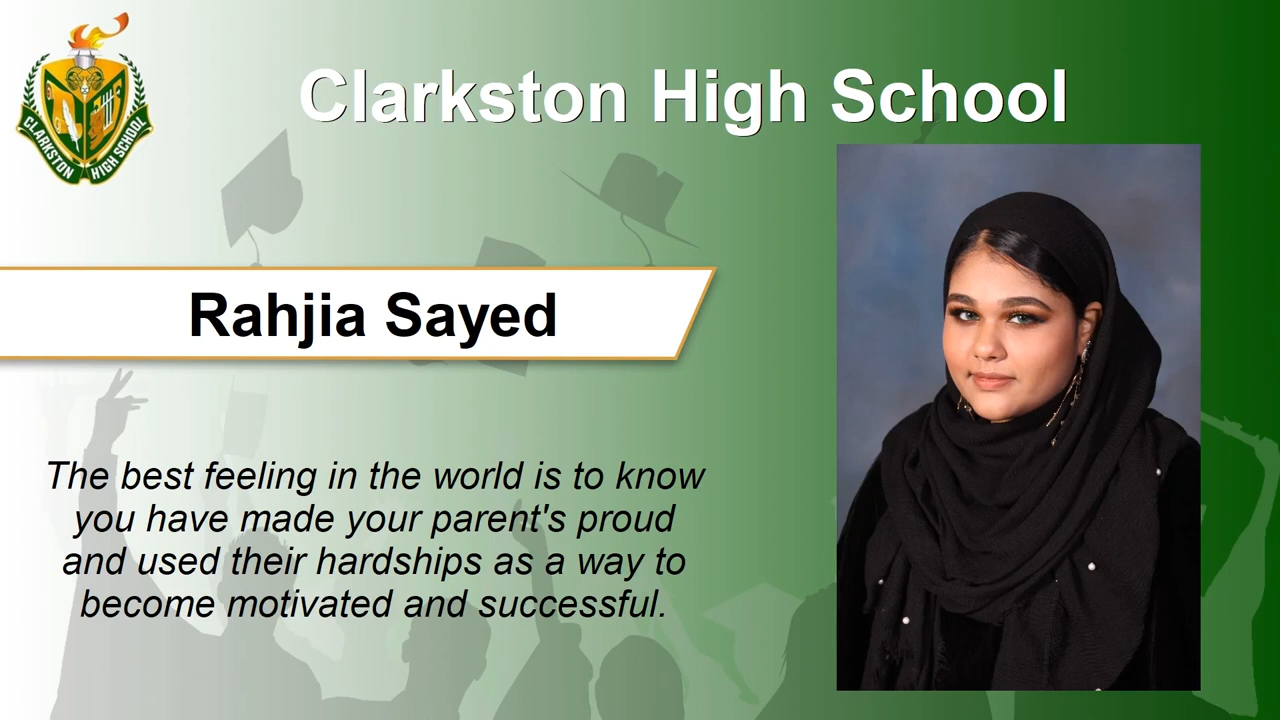 Clarkston High School
CLARKSTON HIGH SCHOOL
Rahjia Sayed
The best feeling in the world is to know
you have made your parent's proud
and used their hardships as a way to
become motivated and successful.